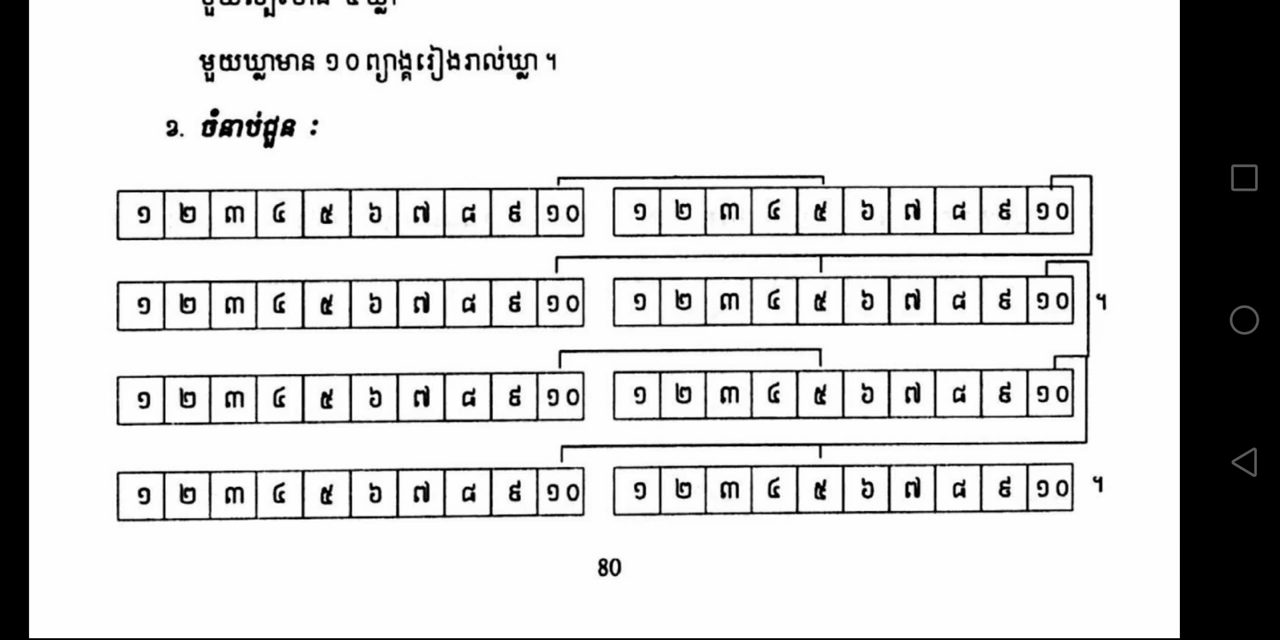 មួយឃ្លាមាន ១០ព្យាង្គរៀងរាល់ឃ្លា ។
ខ. ចំនាប់ជួន :
១ ២ ៣ ៤ ៥ ៦ ៧ ៨ ៩ ១០ ១ ២ ៣ ៤ ៥ ៦ ៧ ៨ ៩ ១០
១ ២ ៣ ៤ ៥ ៦ ៧ ៨ ៩ ១០ ១ ២ ៣ ៤ ៥ ៦ ៧ ៨ ៩ ១០ ។
១ ២ ៣ ៤ ៥ ៦ ៧ ៨ ៩ ១០ ១ ២ ៣ ៤ ៥ ៦ ៧ ៨ ៩ ១០
១ ២ ៣ ៤ ៥ ៦ ៧ ៨ ៩ ១០ ១ ២ ៣ ៤ ៥ ៦ ៧ ៨ ៩ ១០ ។
80